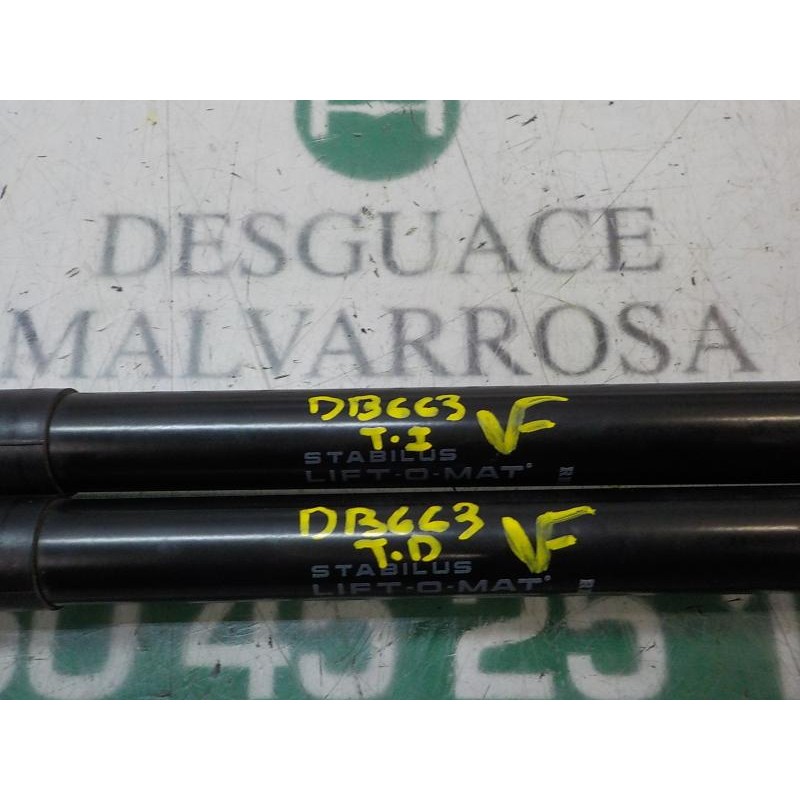 DESGUACE
MALVARROSA
DB663 VF
T.I
STABILUS
LIFT-O-MAT
DB663 VF
T.D
STABILUS
LIFT-O-MAT